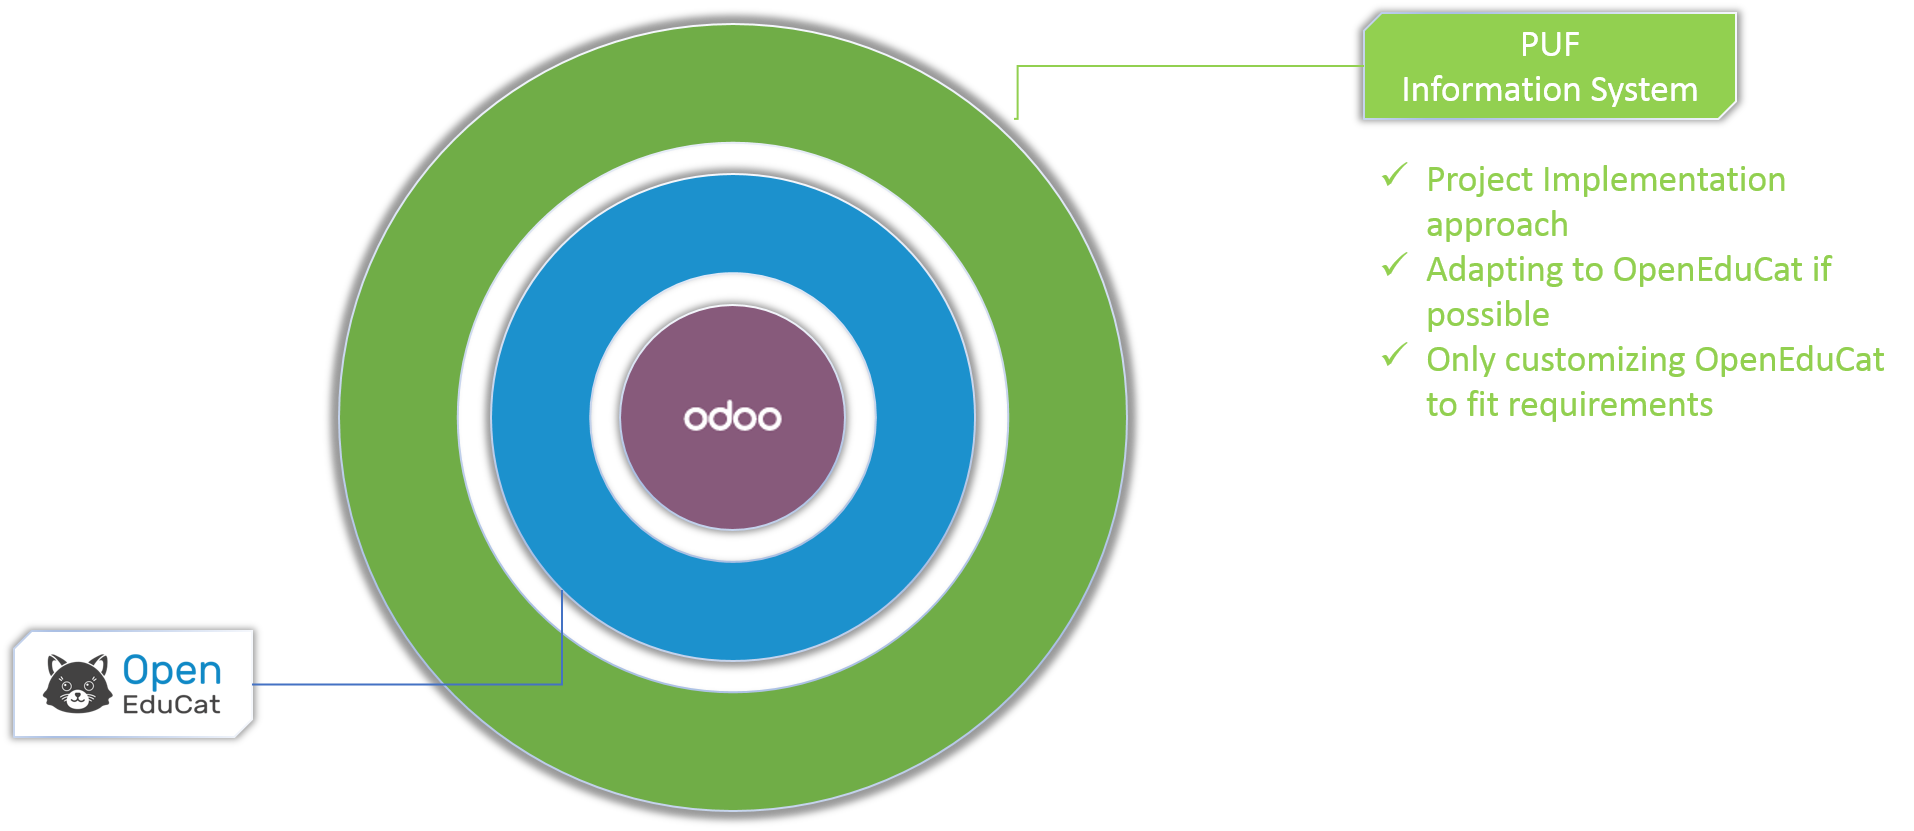 PUF
Information System
✓ Project Implementation
approach
✓ Adapting to OpenEduCat if
possible
✓ Only customizing OpenEduCat
to fit requirements
odoo
Open
EduCat